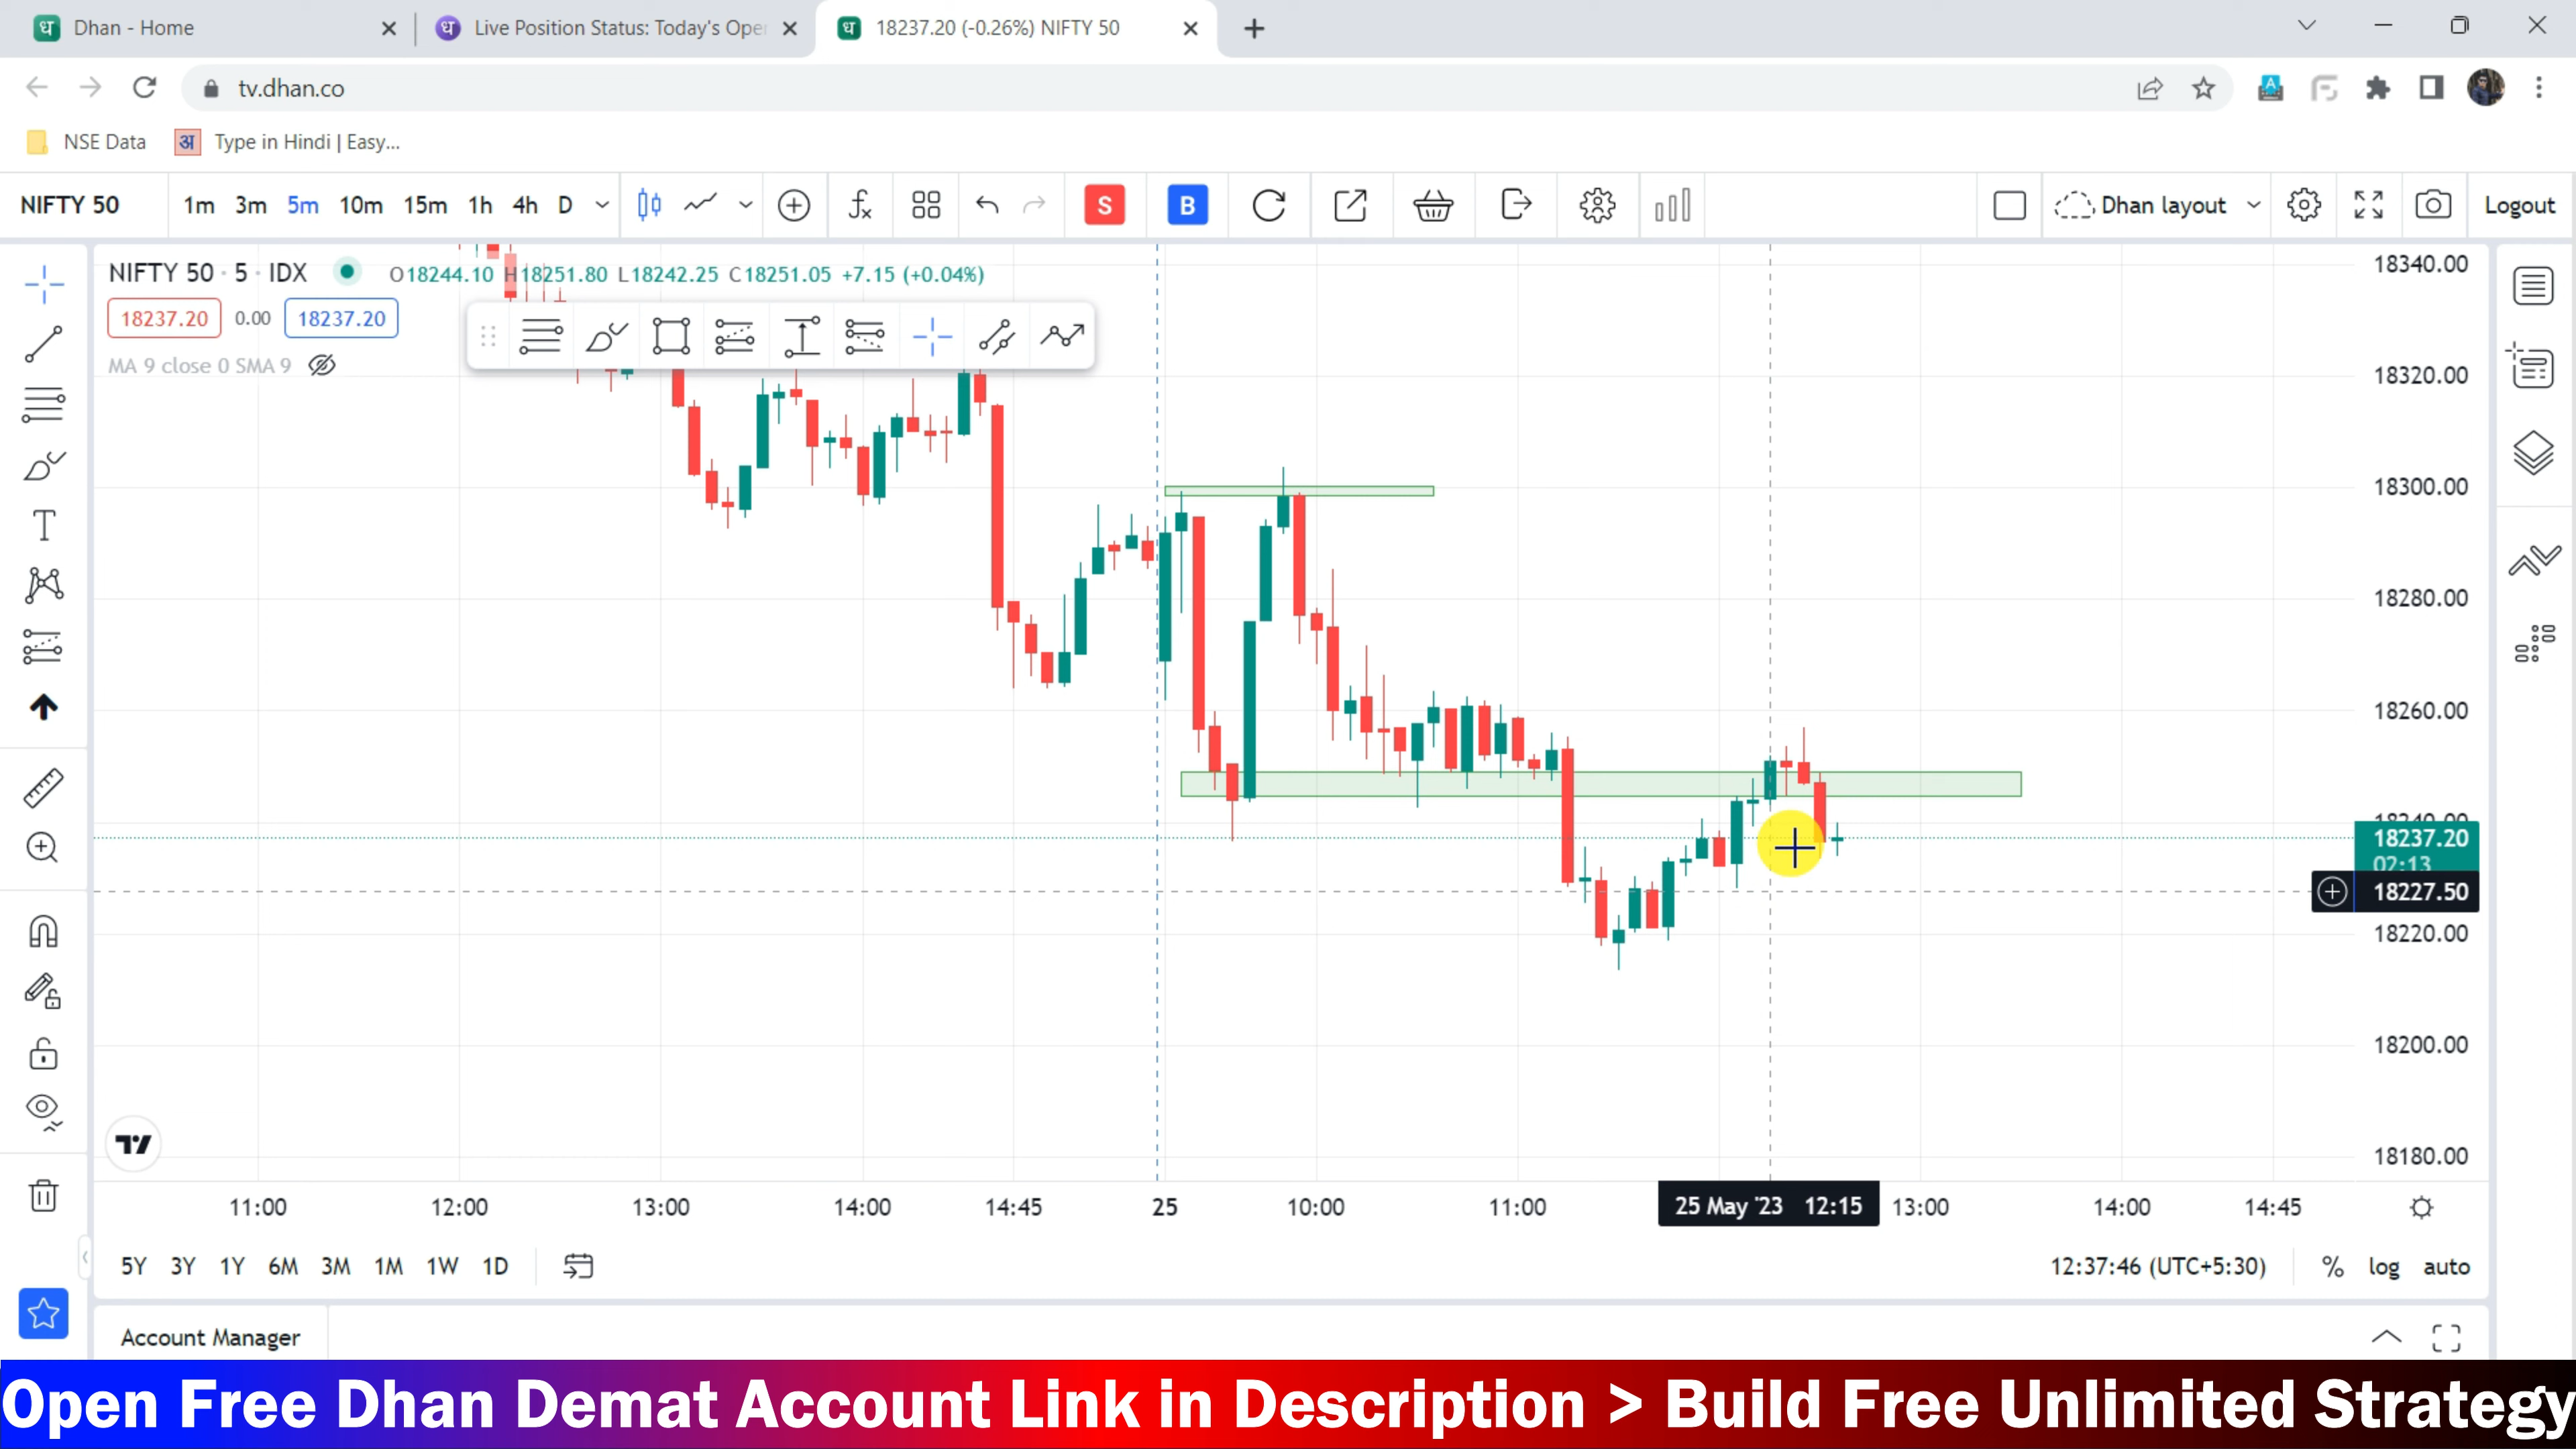 Dhan - Home
Live Position Status: Today's Oper
18237.20 (-0.26%) NIFTY 50
tv.dhan.co
NSE Data
अ Type in Hindi | Easy...
NIFTY 50 1m 3m 5m 10m 15m 1h 4h D S B Dhan layout Logout
NIFTY 50 · 5 · IDX O18244.10 H18251.80 L18242.25 C18251.05 +7.15 (+0.04%)
18237.20 0.00 18237.20
MA 9 close 0 SMA 9
18340.00
18320.00
18300.00
18280.00
18260.00
18240.00
18237.20
02:13
18227.50
18220.00
18200.00
18180.00
11:00 12:00 13:00 14:00 14:45 25 10:00 11:00 25 May '23 12:15 13:00 14:00 14:45
5Y 3Y 1Y 6M 3M 1M 1W 1D 12:37:46 (UTC+5:30) % log auto
Account Manager
Open Free Dhan Demat Account Link in Description > Build Free Unlimited Strategy